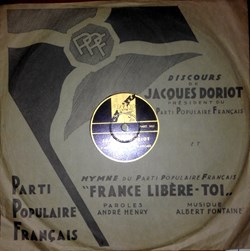 PPF
DISCOURS
DE
JACQUES DORIOT
PRÉSIDENT DU
PARTI POPULAIRE FRANÇAIS
HYMNE DU PARTI POPULAIRE FRANÇAIS
"FRANCE LIBÈRE-TOI..
PAROLES
ANDRÉ HENRY
MUSIQUE
ALBERT FONTAINE
PARTI
POPULAIRE
FRANÇAIS